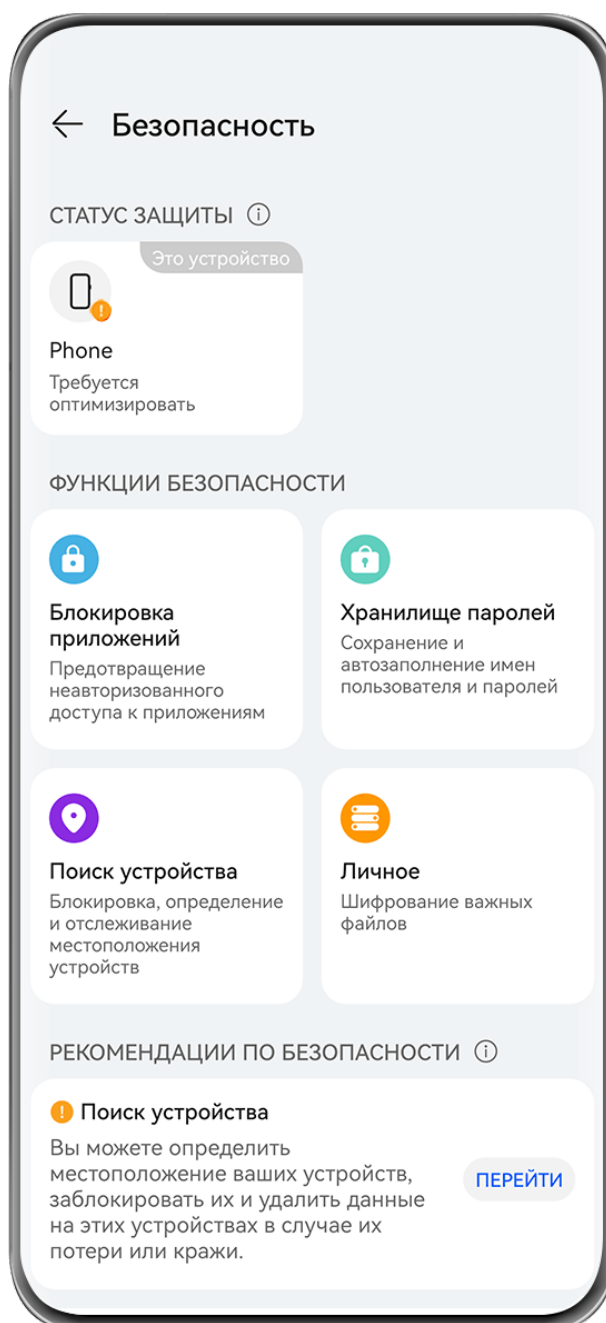 Безопасность
СТАТУС ЗАЩИТЫ
Это устройство
Phone
Требуется
оптимизировать
ФУНКЦИИ БЕЗОПАСНОСТИ
Блокировка
приложений
Предотвращение
неавторизованного
доступа к приложениям
Хранилище паролей
Сохранение и
автозаполнение имен
пользователя и паролей
Поиск устройства
Блокировка, определение
и отслеживание
местоположения
устройств
Личное
Шифрование важных
файлов
РЕКОМЕНДАЦИИ ПО БЕЗОПАСНОСТИ
Поиск устройства
Вы можете определить
местоположение ваших устройств,
заблокировать их и удалить данные
на этих устройствах в случае их
потери или кражи.
ПЕРЕЙТИ